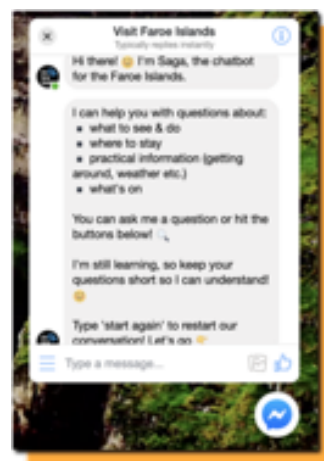 Visit Faroe Islands
Typically replies instantly
Hi there! 🙂 I'm Saga, the chatbot
for the Faroe Islands.
I can help you with questions about:
• what to see & do
• where to stay
• practical information (getting
around, weather etc.)
• what's on
You can ask me a question or hit the
buttons below! 🔍
I'm still learning, so keep your
questions short so I can understand!
🙂
Type 'start again' to restart our
conversation! Let's go 👉
Type a message...